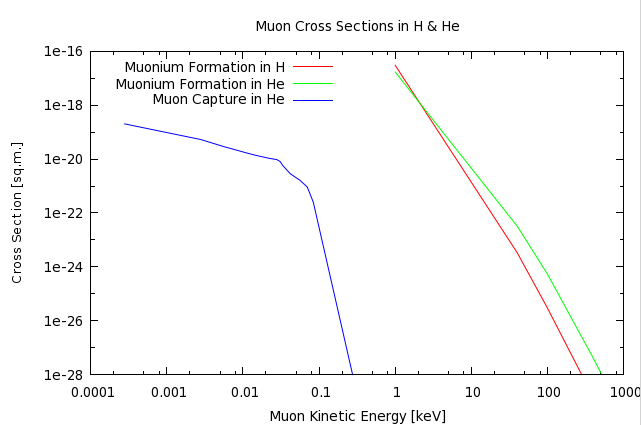 Muon Cross Sections in H & He
Muonium Formation in H
Muonium Formation in He
Muon Capture in He
1e-16
1e-18
1e-20
1e-22
1e-24
1e-26
1e-28
Cross Section [sq.m.]
0.0001 0.001 0.01 0.1 1 10 100 1000
Muon Kinetic Energy [keV]